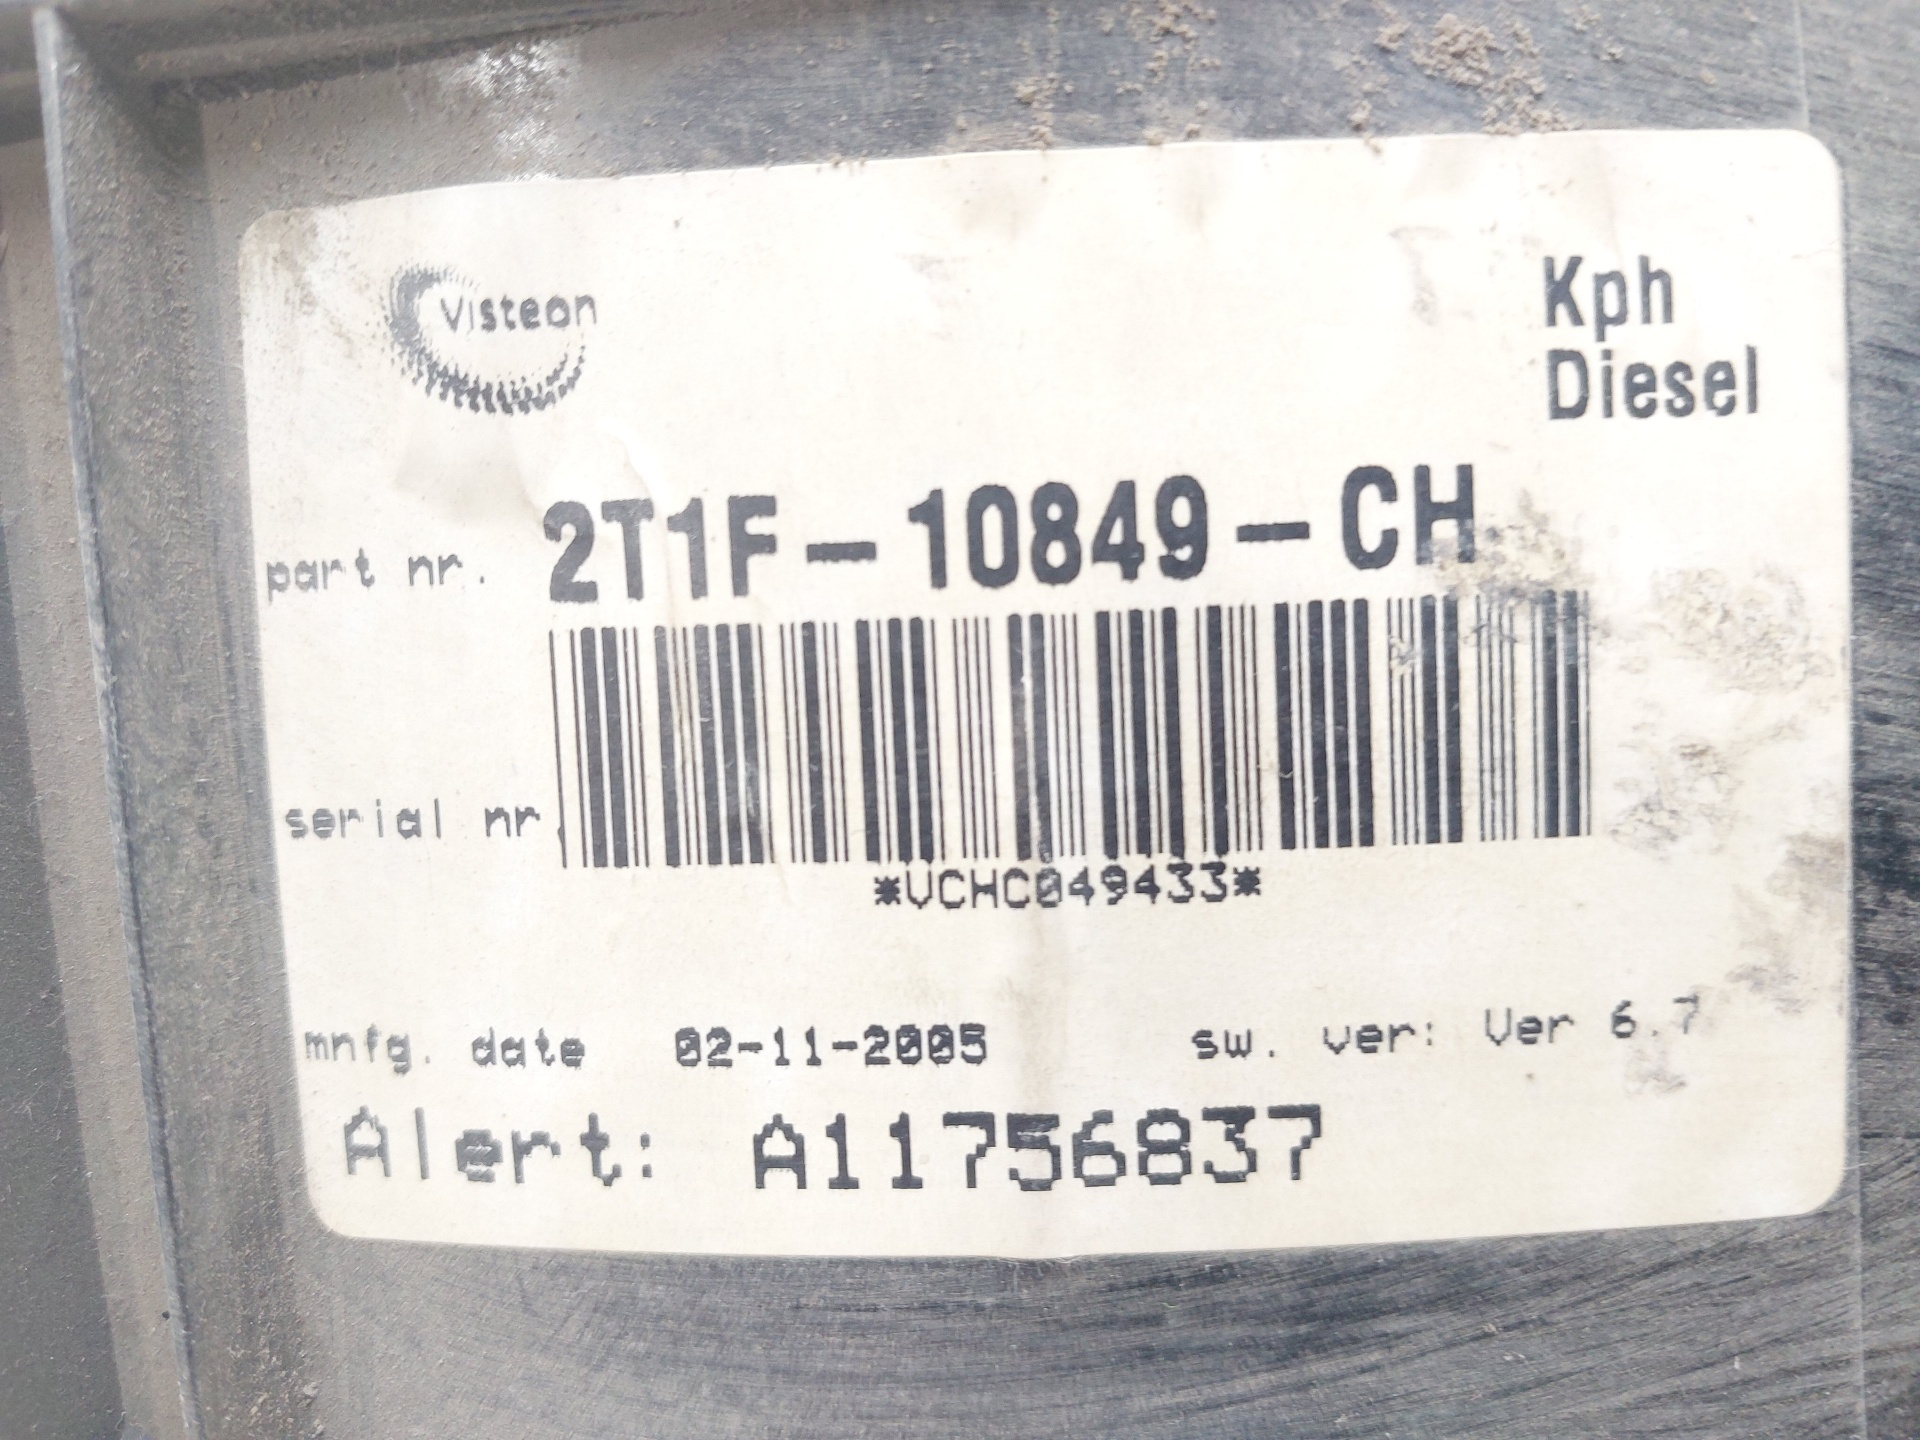 Visteon
Kph
Diesel
part nr. 2T1F-10849-CH
serial nr.
*VCHC049433*
mnfg. date 02-11-2005 sw. ver: Ver 6.7
Alert: A11756837